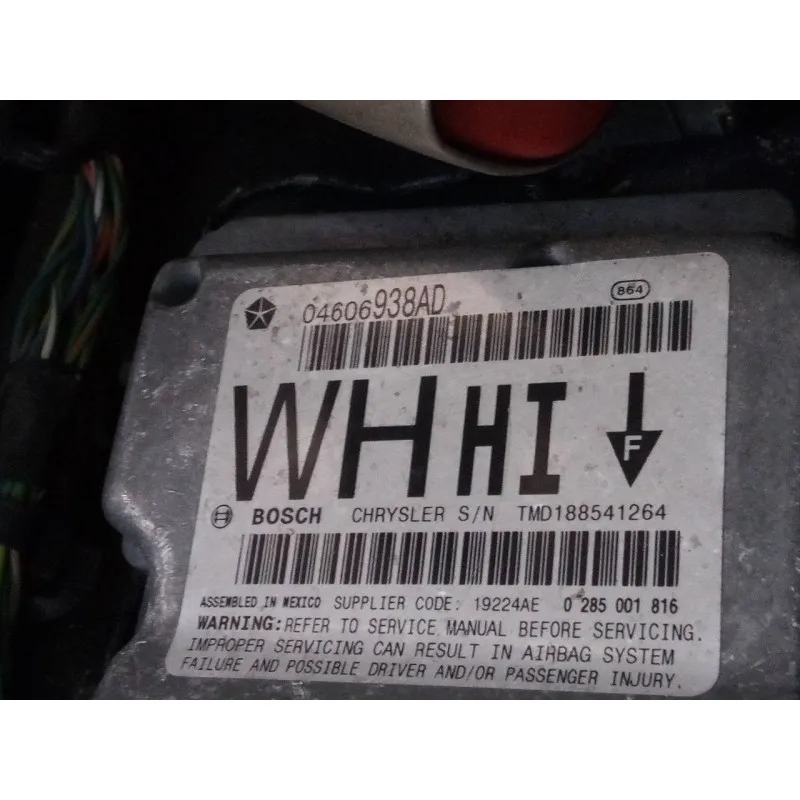 04606938AD 864
WH HI F
BOSCH CHRYSLER S/N TMD188541264
ASSEMBLED IN MEXICO SUPPLIER CODE: 19224AE 0 285 001 816
WARNING: REFER TO SERVICE MANUAL BEFORE SERVICING.
IMPROPER SERVICING CAN RESULT IN AIRBAG SYSTEM
FAILURE AND POSSIBLE DRIVER AND/OR PASSENGER INJURY.